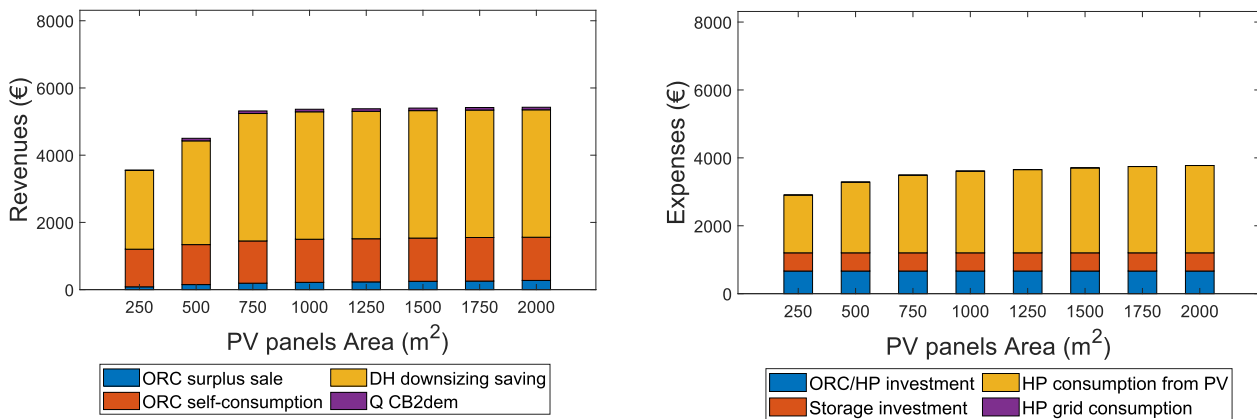 Revenues (€)
8000
6000
4000
2000
0
250 500 750 1000 1250 1500 1750 2000
PV panels Area (m²)
ORC surplus sale DH downsizing saving
ORC self-consumption Q CB2dem
Expenses (€)
8000
6000
4000
2000
0
250 500 750 1000 1250 1500 1750 2000
PV panels Area (m²)
ORC/HP investment HP consumption from PV
Storage investment HP grid consumption